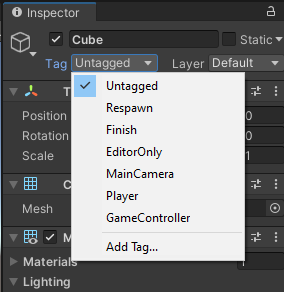 Inspector
Cube
Static
Tag Untagged Layer Default
Untagged
Respawn
Finish
EditorOnly
MainCamera
Player
GameController
Add Tag...
T
Position 0
Rotation 0
Scale 1
C
Mesh
M
Materials
Lighting